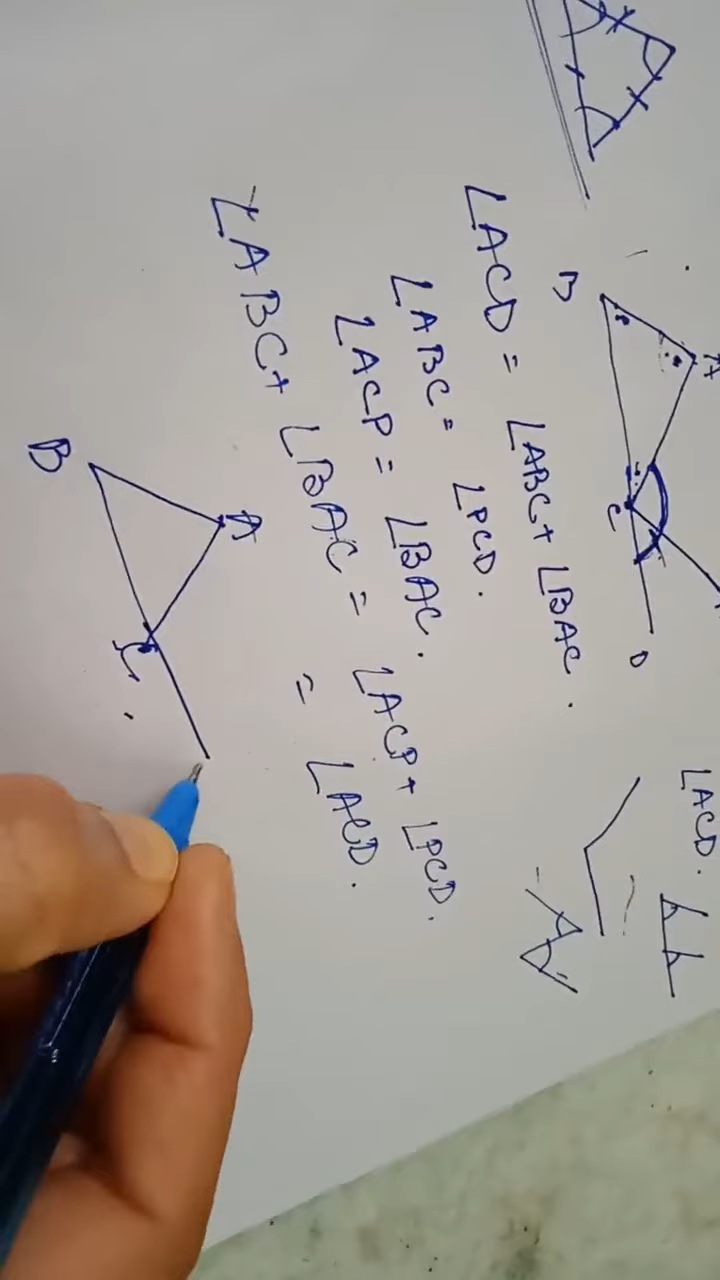 B
A
C
D
∠ACD.
∠ACD = ∠ABC + ∠BAC.
∠ABC = ∠PCD.
∠ACP = ∠BAC.
∠ABC + ∠BAC = ∠ACP + ∠PCD.
= ∠ACD.
B
A
C